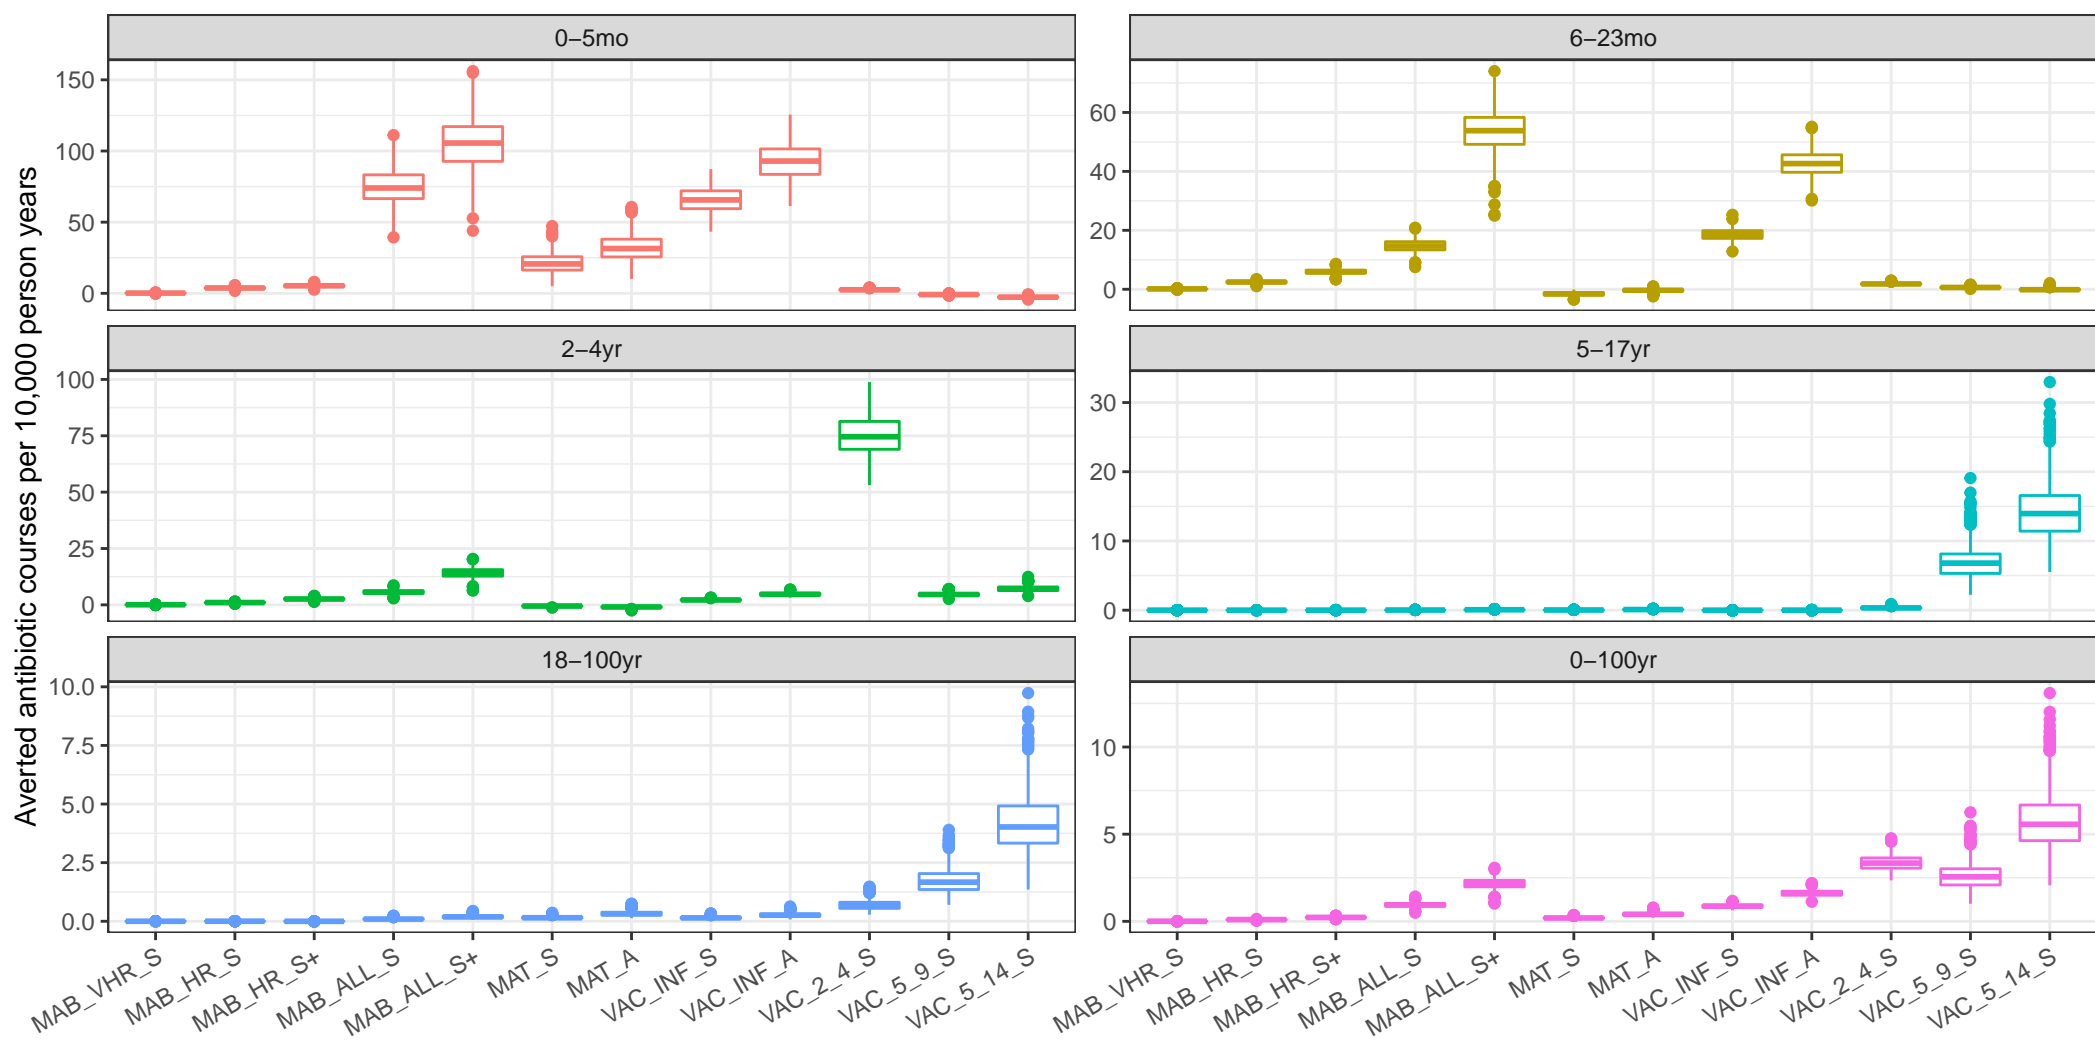 Averted antibiotic courses per 10,000 person years
0−5mo
150
100
50
0
6−23mo
60
40
20
0
2−4yr
100
75
50
25
0
5−17yr
30
20
10
0
18−100yr
10.0
7.5
5.0
2.5
0.0
0−100yr
10
5
0
MAB_VHR_S
MAB_HR_S
MAB_HR_S+
MAB_ALL_S
MAB_ALL_S+
MAT_S
MAT_A
VAC_INF_S
VAC_INF_A
VAC_2_4_S
VAC_5_9_S
VAC_5_14_S
MAB_VHR_S
MAB_HR_S
MAB_HR_S+
MAB_ALL_S
MAB_ALL_S+
MAT_S
MAT_A
VAC_INF_S
VAC_INF_A
VAC_2_4_S
VAC_5_9_S
VAC_5_14_S